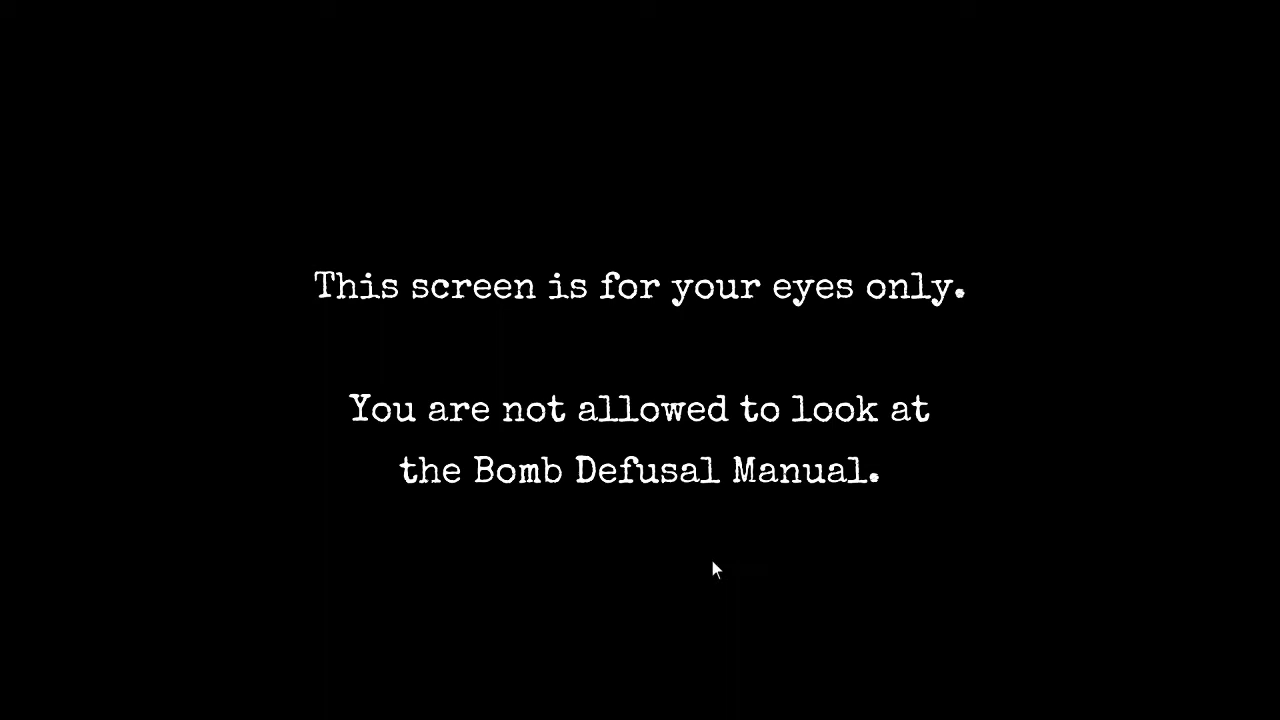 This screen is for your eyes only.
You are not allowed to look at
the Bomb Defusal Manual.